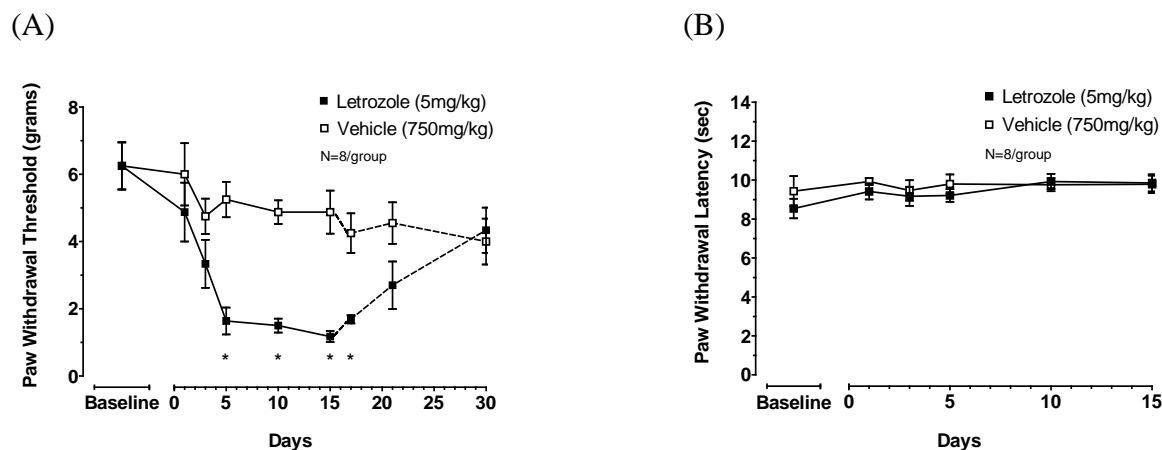 (A)
(B)
Letrozole (5mg/kg)
Vehicle (750mg/kg)
N=8/group
Paw Withdrawal Threshold (grams)
8
6
4
2
0
* * * *
Baseline 0 5 10 15 20 25 30
Days
Letrozole (5mg/kg)
Vehicle (750mg/kg)
N=8/group
Paw Withdrawal Latency (sec)
14
12
10
8
6
4
2
0
Baseline 0 5 10 15
Days